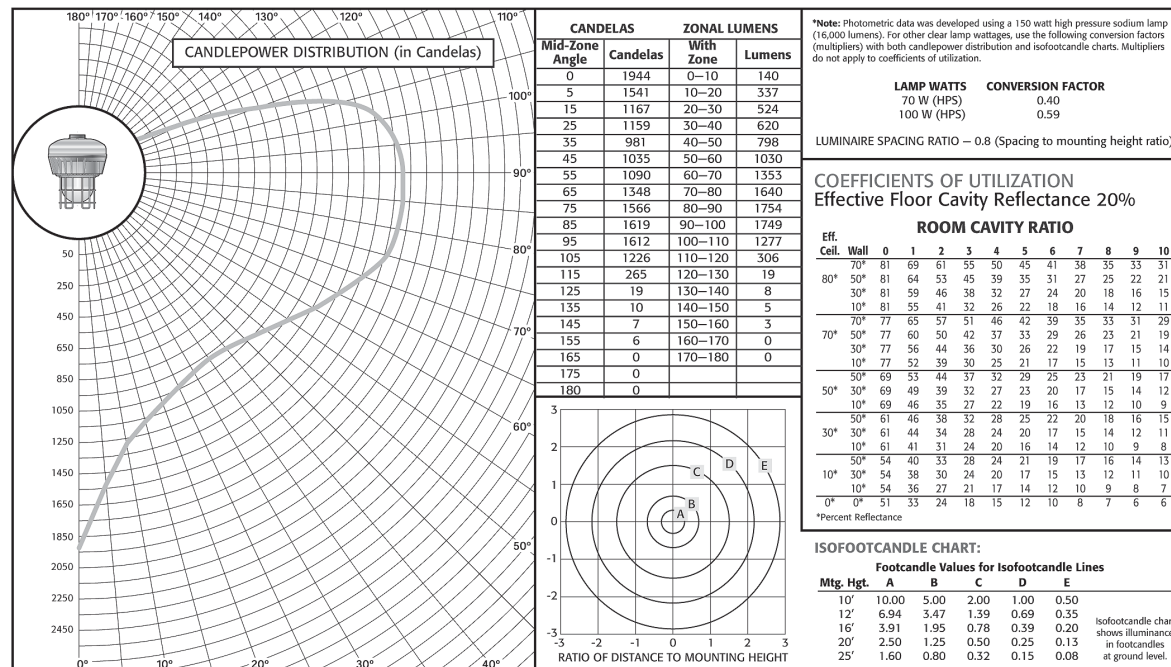 180° 170° 160° 150° 140° 130° 120° 110°
CANDLEPOWER DISTRIBUTION (in Candelas)
100°
90°
80°
70°
60°
50°
50
250
450
650
850
1050
1250
1450
1650
1850
2050
2250
2450
0° 10° 20° 30° 40°
CANDELAS ZONAL LUMENS
Mid-Zone Angle Candelas With Zone Lumens
0 1944 0–10 140
5 1541 10–20 337
15 1167 20–30 524
25 1159 30–40 620
35 981 40–50 798
45 1035 50–60 1030
55 1090 60–70 1353
65 1348 70–80 1640
75 1566 80–90 1754
85 1619 90–100 1749
95 1612 100–110 1277
105 1226 110–120 306
115 265 120–130 19
125 19 130–140 8
135 10 140–150 5
145 7 150–160 3
155 6 160–170 0
165 0 170–180 0
175 0
180 0
3
2
1
0
-1
-2
-3
A
B
C
D
E
-3 -2 -1 0 1 2 3
RATIO OF DISTANCE TO MOUNTING HEIGHT
*Note: Photometric data was developed using a 150 watt high pressure sodium lamp
(16,000 lumens). For other clear lamp wattages, use the following conversion factors
(multipliers) with both candlepower distribution and isofootcandle charts. Multipliers
do not apply to coefficients of utilization.
LAMP WATTS CONVERSION FACTOR
70 W (HPS) 0.40
100 W (HPS) 0.59
LUMINAIRE SPACING RATIO — 0.8 (Spacing to mounting height ratio)
COEFFICIENTS OF UTILIZATION
Effective Floor Cavity Reflectance 20%
ROOM CAVITY RATIO
Eff.
Ceil. Wall 0 1 2 3 4 5 6 7 8 9 10
70* 81 69 61 55 50 45 41 38 35 33 31
80* 50* 81 64 53 45 39 35 31 27 25 22 21
30* 81 59 46 38 32 27 24 20 18 16 15
10* 81 55 41 32 26 22 18 16 14 12 11
70* 77 65 57 51 46 42 39 35 33 31 29
70* 50* 77 60 50 42 37 33 29 26 23 21 19
30* 77 56 44 36 30 26 22 19 17 15 14
10* 77 52 39 30 25 21 17 15 13 11 10
50* 69 53 44 37 32 29 25 23 21 19 17
50* 30* 69 49 39 32 27 23 20 17 15 14 12
10* 69 46 35 27 22 19 16 13 12 10 9
50* 61 46 38 32 28 25 22 20 18 16 15
30* 30* 61 44 34 28 24 20 17 15 14 12 11
10* 61 41 31 24 20 16 14 12 10 9 8
50* 54 40 33 28 24 21 19 17 16 14 13
10* 30* 54 38 30 24 20 17 15 13 12 11 10
10* 54 36 27 21 17 14 12 10 9 8 7
0* 0* 51 33 24 18 15 12 10 8 7 6 6
*Percent Reflectance
ISOFOOTCANDLE CHART:
Footcandle Values for Isofootcandle Lines
Mtg. Hgt. A B C D E
10′ 10.00 5.00 2.00 1.00 0.50
12′ 6.94 3.47 1.39 0.69 0.35
16′ 3.91 1.95 0.78 0.39 0.20
20′ 2.50 1.25 0.50 0.25 0.13
25′ 1.60 0.80 0.32 0.15 0.08
Isofootcandle char
shows illuminance
in footcandles
at ground level.